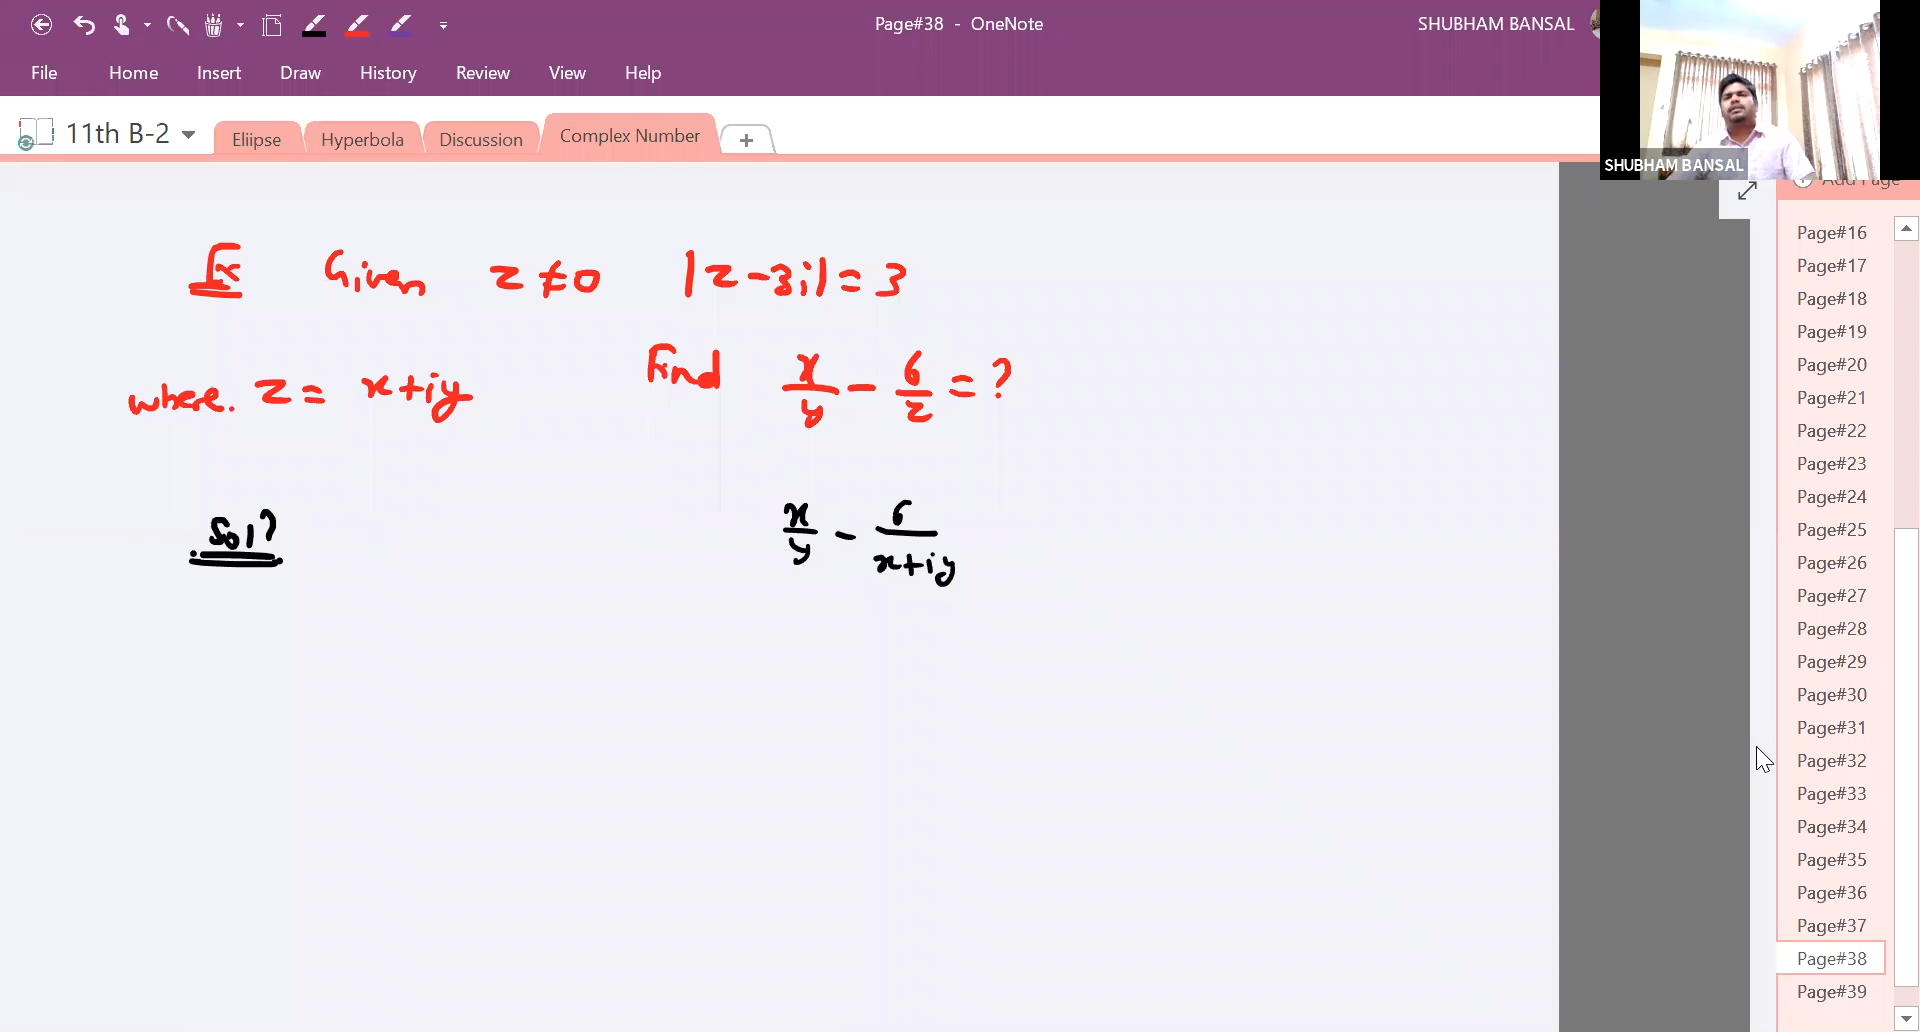 Page#38 - OneNote
SHUBHAM BANSAL
File Home Insert Draw History Review View Help
11th B-2 Eliipse Hyperbola Discussion Complex Number +
SHUBHAM BANSAL
Add Page
Ex Given z ≠ 0 |z - 3i| = 3
where. z = x + iy Find x/y - 6/z = ?
Sol? x/y - 6/(x+iy)
Page#16
Page#17
Page#18
Page#19
Page#20
Page#21
Page#22
Page#23
Page#24
Page#25
Page#26
Page#27
Page#28
Page#29
Page#30
Page#31
Page#32
Page#33
Page#34
Page#35
Page#36
Page#37
Page#38
Page#39